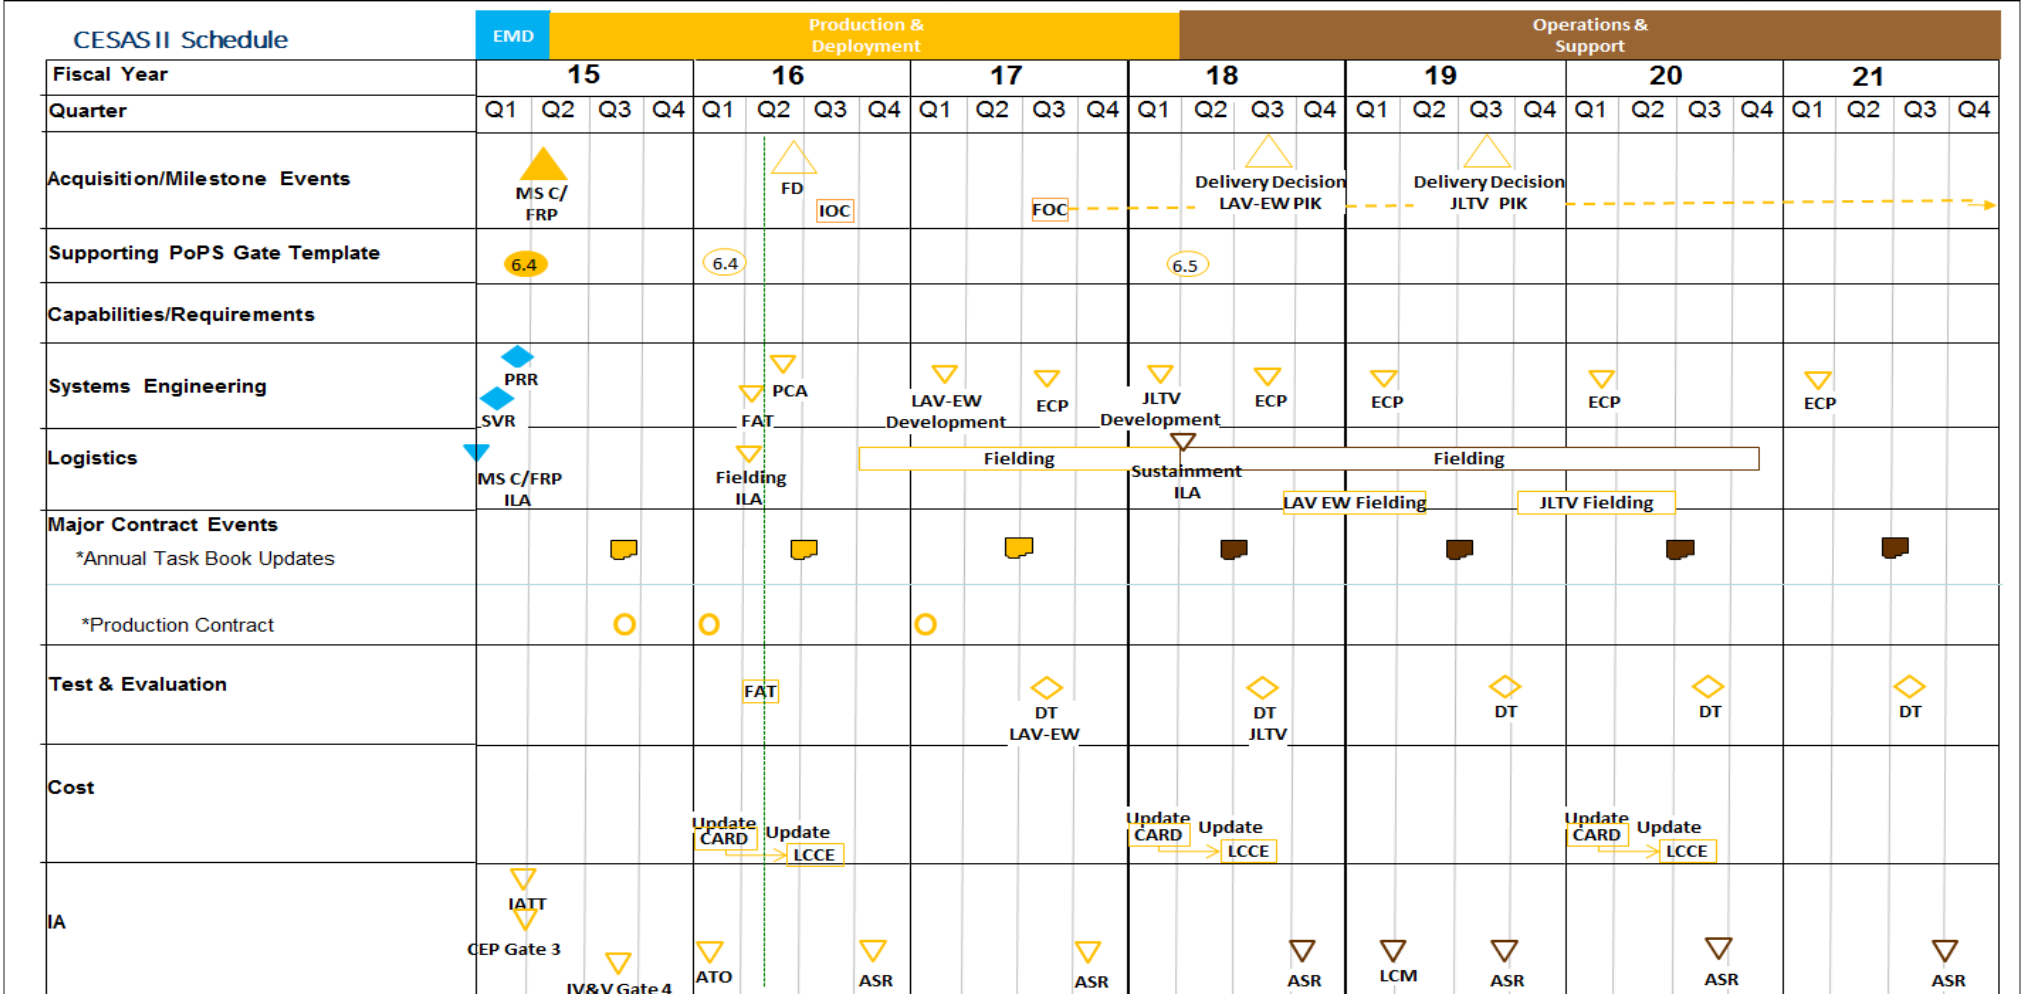 CESAS II Schedule
EMD
Production &
Deployment
Operations &
Support
Fiscal Year
15 16 17 18 19 20 21
Quarter
Q1 Q2 Q3 Q4 Q1 Q2 Q3 Q4 Q1 Q2 Q3 Q4 Q1 Q2 Q3 Q4 Q1 Q2 Q3 Q4 Q1 Q2 Q3 Q4 Q1 Q2 Q3 Q4
Acquisition/Milestone Events
MS C/
FRP
FD
IOC
FOC
Delivery Decision
LAV-EW PIK
Delivery Decision
JLTV PIK
Supporting PoPS Gate Template
6.4
6.4
6.5
Capabilities/Requirements
Systems Engineering
PRR
SVR
PCA
FAT
LAV-EW
Development
ECP
JLTV
Development
ECP
ECP
ECP
ECP
Logistics
MS C/FRP
ILA
Fielding
ILA
Fielding
Sustainment
ILA
Fielding
LAV EW Fielding
JLTV Fielding
Major Contract Events
*Annual Task Book Updates
*Production Contract
Test & Evaluation
FAT
DT
LAV-EW
DT
JLTV
DT
DT
DT
Cost
Update
CARD
Update
LCCE
Update
CARD
Update
LCCE
Update
CARD
Update
LCCE
IA
IATT
CEP Gate 3
IV&V Gate 4
ATO
ASR
ASR
ASR
LCM
ASR
ASR
ASR